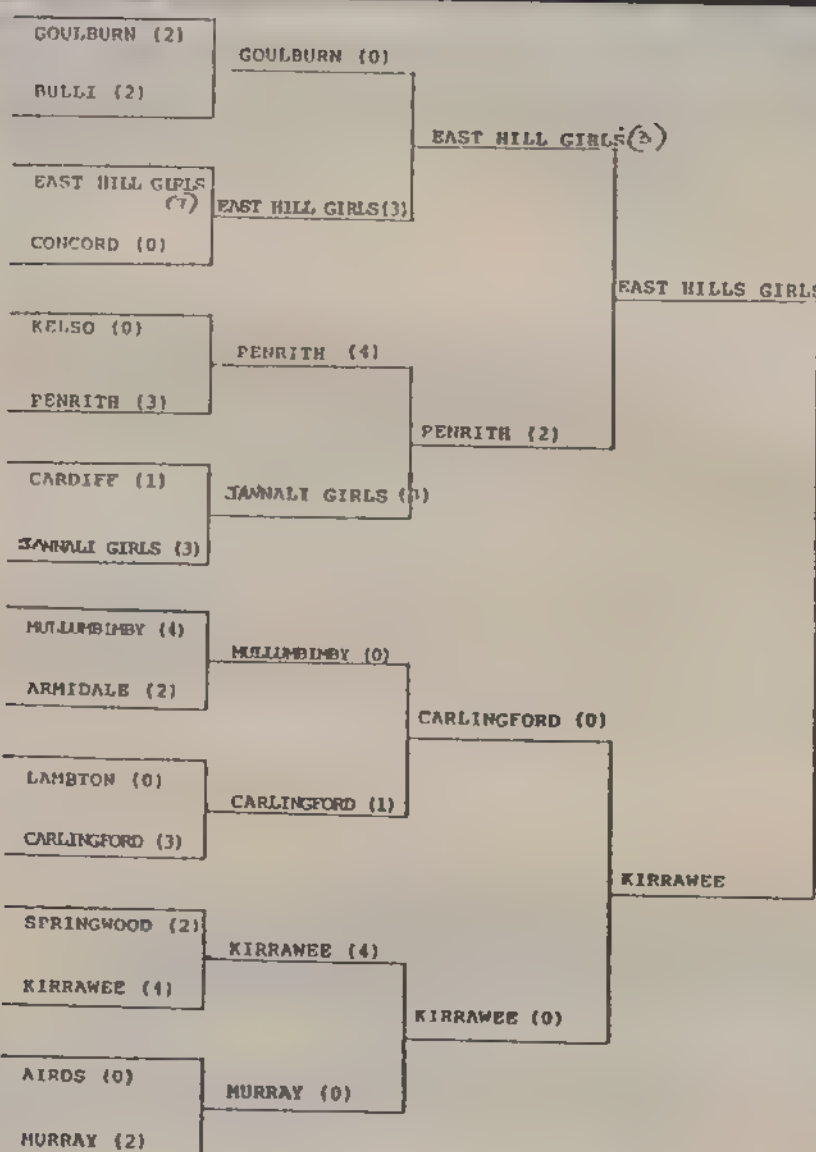 GOULBURN (2)
BULLI (2)
EAST HILL GIRLS
(7)
CONCORD (0)
KELSO (0)
PENRITH (3)
CARDIFF (1)
JANNALI GIRLS (3)
MULLUMBIMBY (4)
ARMIDALE (2)
LAMBTON (0)
CARLINGFORD (3)
SPRINGWOOD (2)
KIRRAWEE (4)
AIRDS (0)
MURRAY (2)
GOULBURN (0)
EAST HILL GIRLS(3)
PENRITH (4)
JANNALI GIRLS
MULLUMBIMBY (0)
CARLINGFORD (1)
KIRRAWEE (4)
MURRAY (0)
EAST HILL GIRLS(3)
PENRITH (2)
CARLINGFORD (0)
KIRRAWEE (0)
EAST HILLS GIRLS
KIRRAWEE